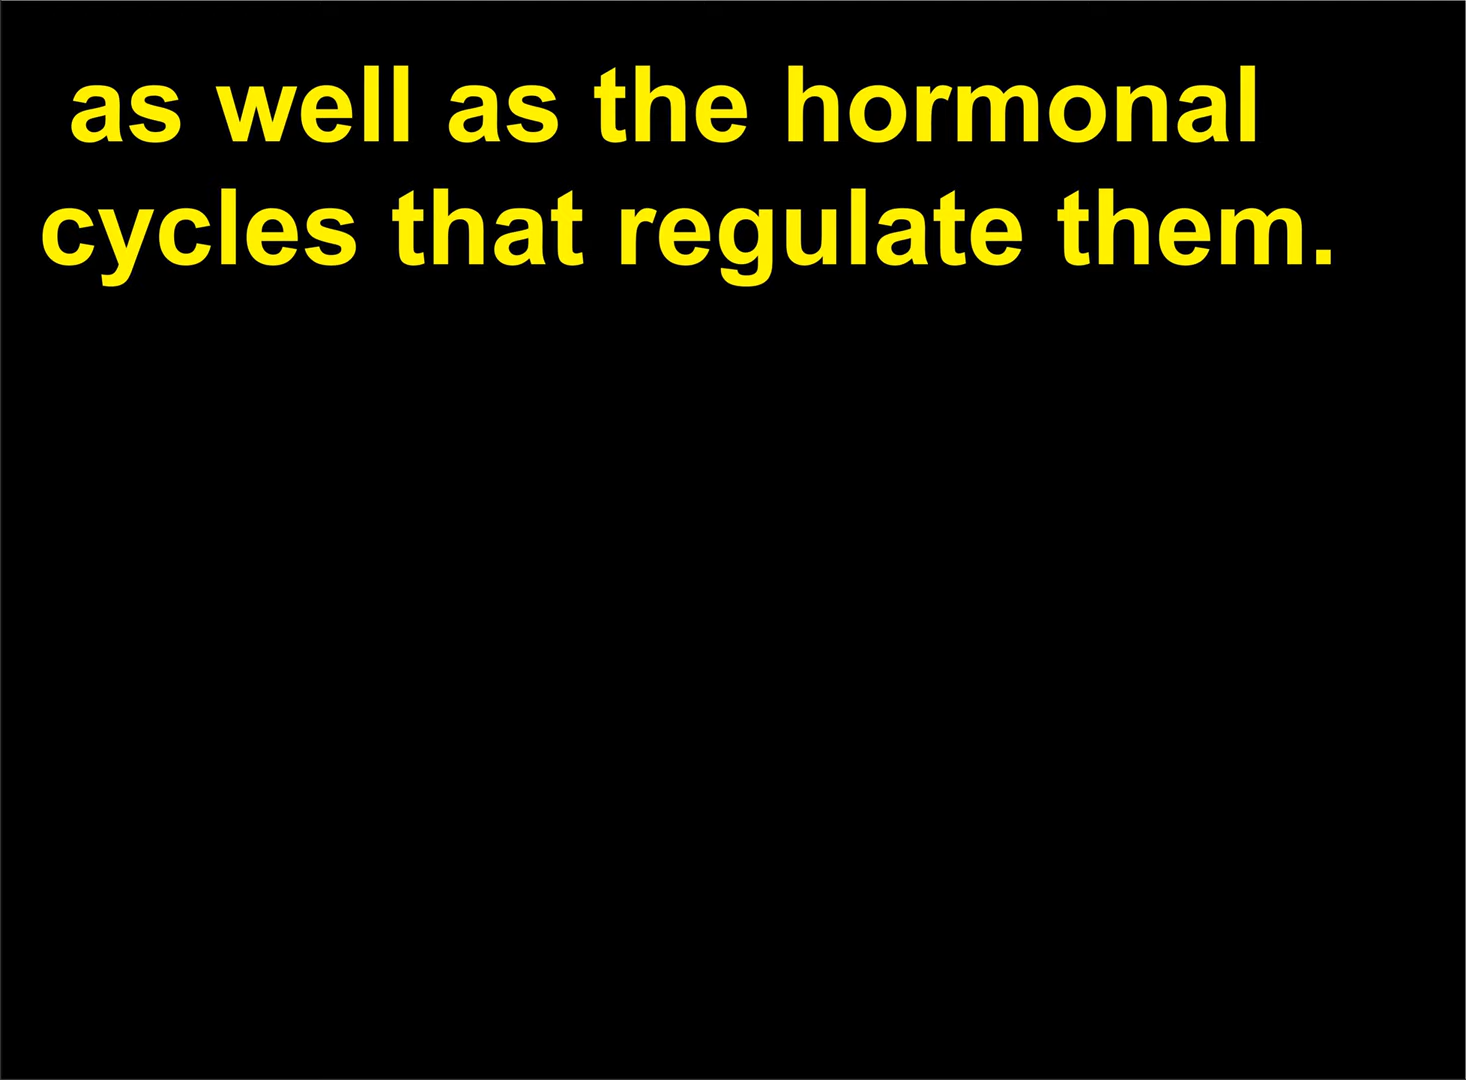 as well as the hormonal
cycles that regulate them.